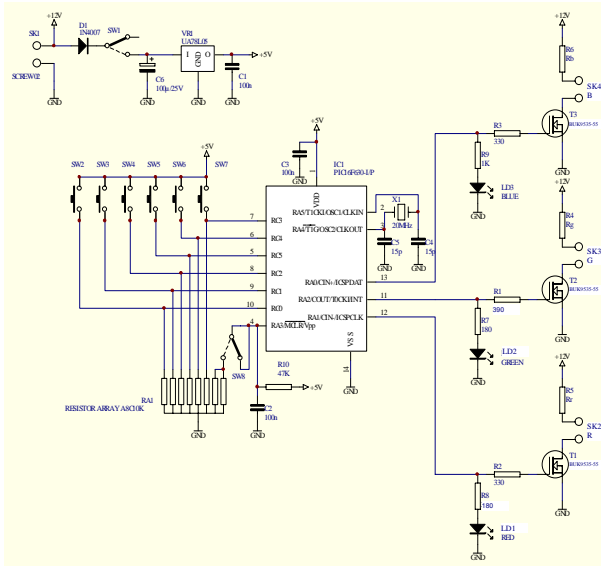 +12V
SK1
D1
1N4007
SW1
VR1
UA78L05
I
GND
O
+5V
SCREW02
C6
100µ/25V
C1
100n
GND
GND
GND
GND
+12V
R6
Rb
SK4
B
T3
BUK9535-55
R3
330
R9
1K
LD3
BLUE
GND
GND
+5V
SW2
SW3
SW4
SW5
SW6
SW7
+5V
C3
100n
GND
IC1
PIC16F630-I/P
1
VDD
RA5/T1CKI/OSC1/CLKIN
2
RA4/T1G/OSC2/CLKOUT
3
X1
20MHz
C5
15p
C4
15p
GND
GND
7
RC3
6
RC4
5
RC5
8
RC2
9
RC1
10
RC0
4
RA3/MCLR/Vpp
RA0/CIN+/ICSPDAT
13
RA2/COUT/T0CKI/INT
11
RA1/CIN-/ICSPCLK
12
VSS
14
GND
+12V
R4
Rg
SK3
G
T2
BUK9535-55
R1
390
R7
180
LD2
GREEN
GND
GND
SW8
R10
47K
+5V
C2
100n
GND
RA1
RESISTOR ARRAY A8C10K
GND
+12V
R5
Rr
SK2
R
T1
BUK9535-55
R2
330
R8
180
LD1
RED
GND
GND